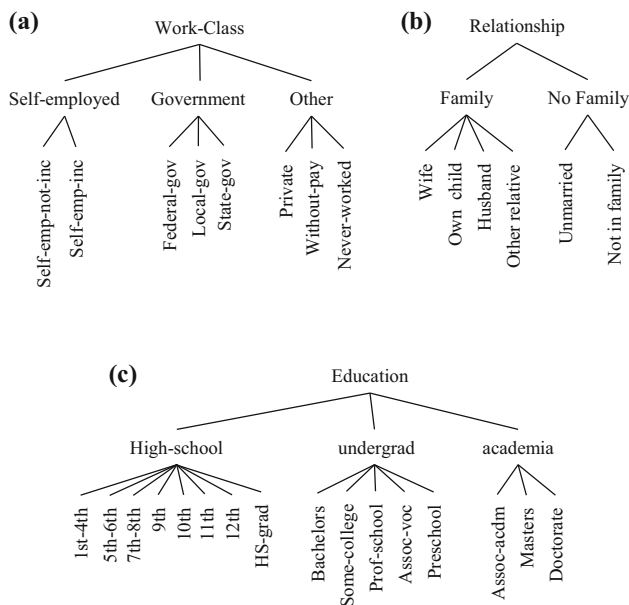 (a)
Work-Class
Self-employed Government Other
Self-emp-not-inc
Self-emp-inc
Federal-gov
Local-gov
State-gov
Private
Without-pay
Never-worked
(b)
Relationship
Family No Family
Wife
Own child
Husband
Other relative
Unmarried
Not in family
(c)
Education
High-school undergrad academia
1st-4th
5th-6th
7th-8th
9th
10th
11th
12th
HS-grad
Bachelors
Some-college
Prof-school
Assoc-voc
Preschool
Assoc-acdm
Masters
Doctorate